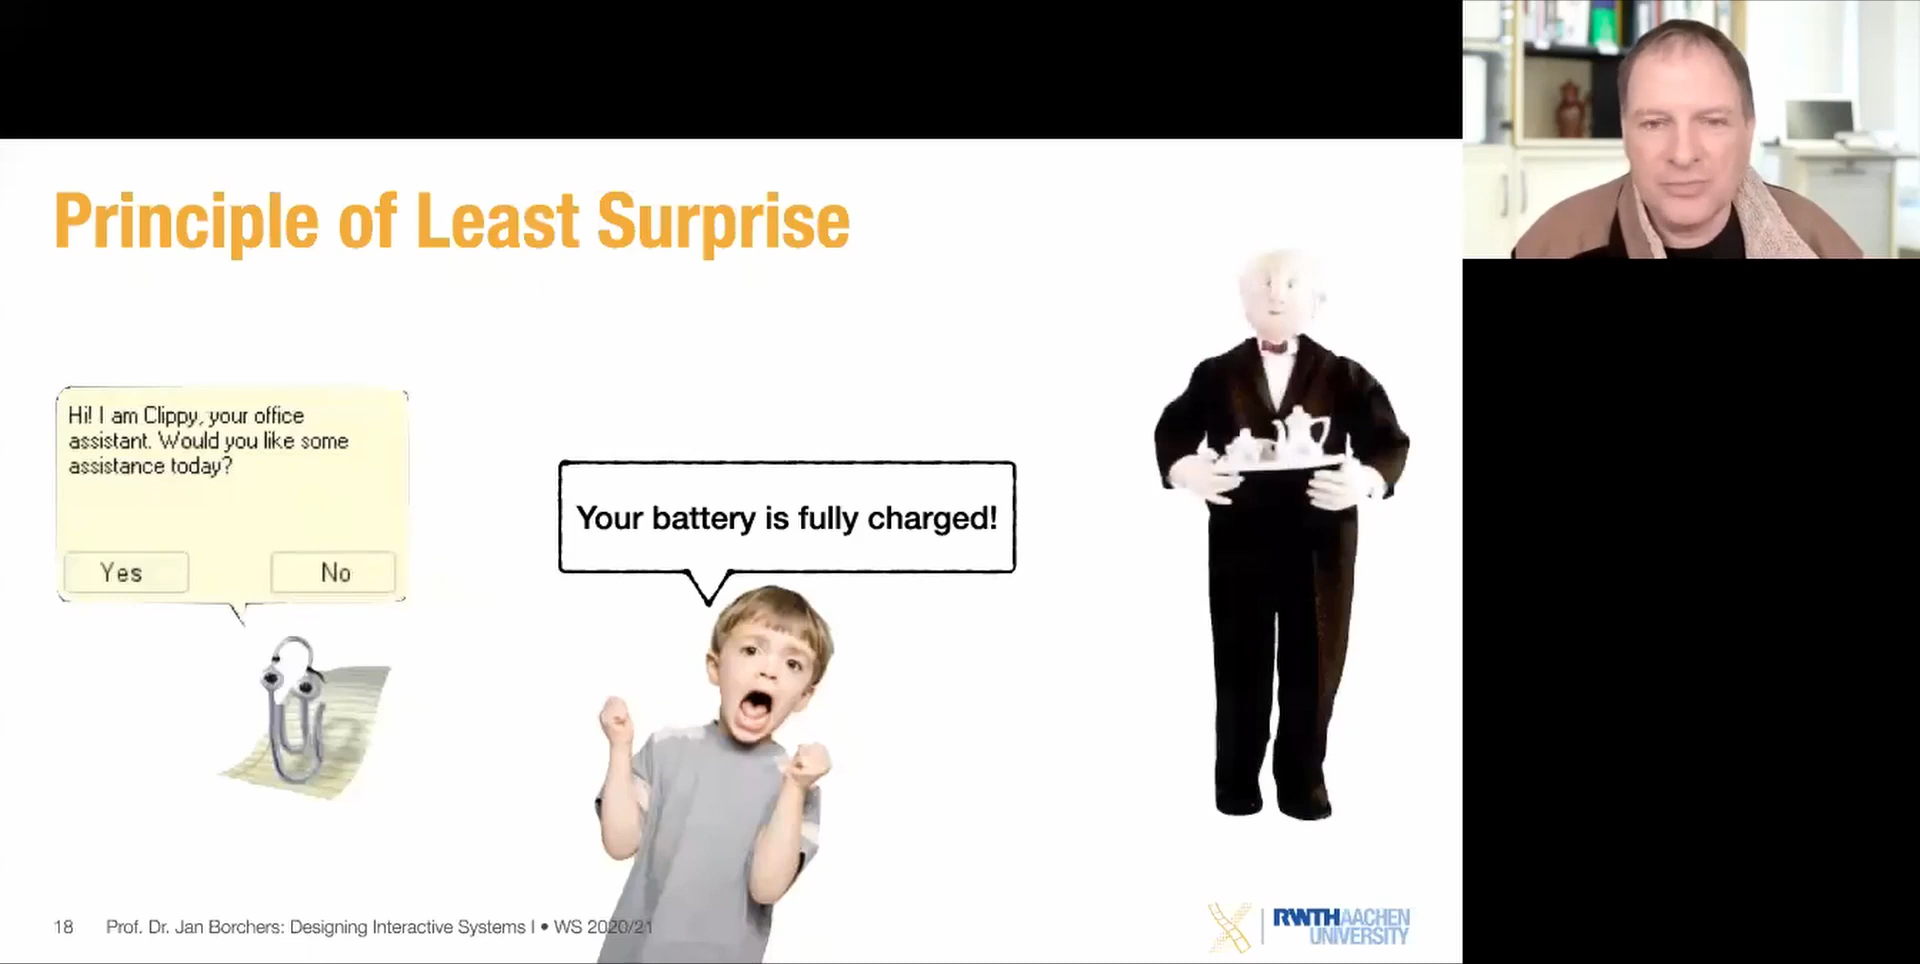 Principle of Least Surprise
Hi! I am Clippy, your office
assistant. Would you like some
assistance today?
Yes
No
Your battery is fully charged!
18 Prof. Dr. Jan Borchers: Designing Interactive Systems I • WS 2020/21
RWTHAACHEN
UNIVERSITY